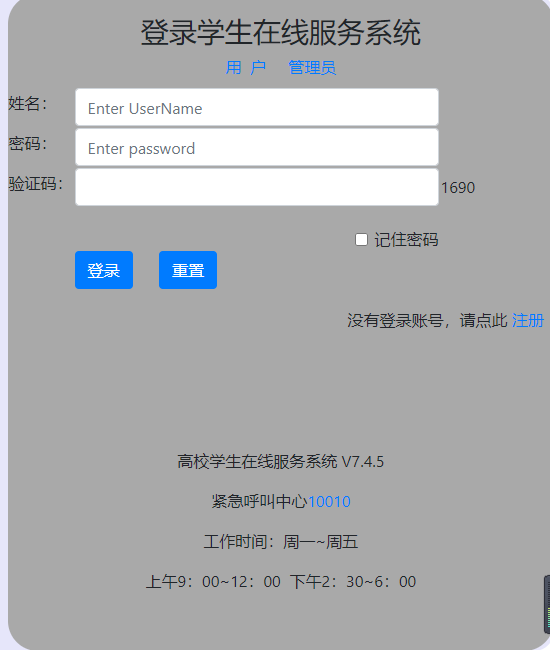 登录学生在线服务系统
用 户 管理员
姓名： Enter UserName
密码： Enter password
验证码： 1690
记住密码
登录 重置
没有登录账号，请点此 注册
高校学生在线服务系统 V7.4.5
紧急呼叫中心10010
工作时间：周一~周五
上午9：00~12：00 下午2：30~6：00